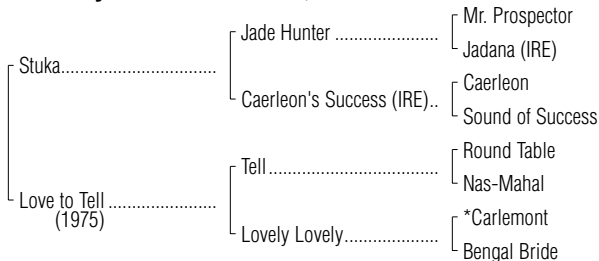 Mr. Prospector
Jade Hunter ......................
Jadana (IRE)
Stuka.................................
Caerleon
Caerleon's Success (IRE)..
Sound of Success
Round Table
Tell....................................
Nas-Mahal
Love to Tell .......................
(1975)
*Carlemont
Lovely Lovely....................
Bengal Bride